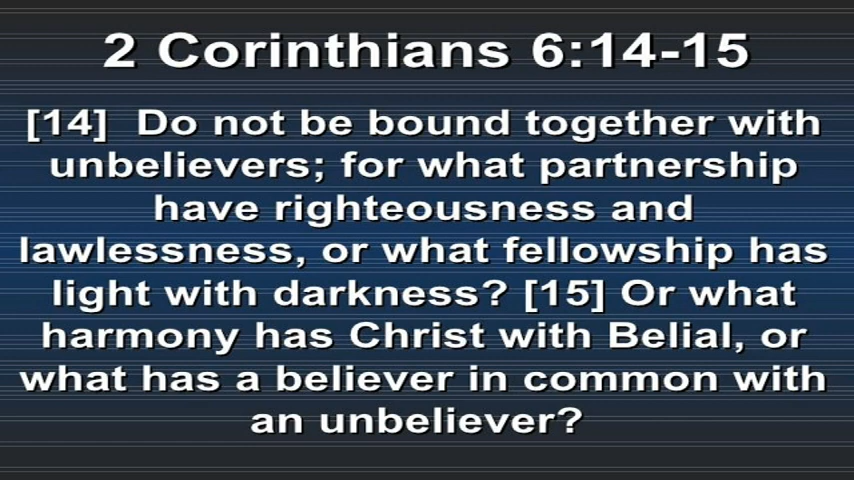 2 Corinthians 6:14-15
[14] Do not be bound together with
unbelievers; for what partnership
have righteousness and
lawlessness, or what fellowship has
light with darkness? [15] Or what
harmony has Christ with Belial, or
what has a believer in common with
an unbeliever?